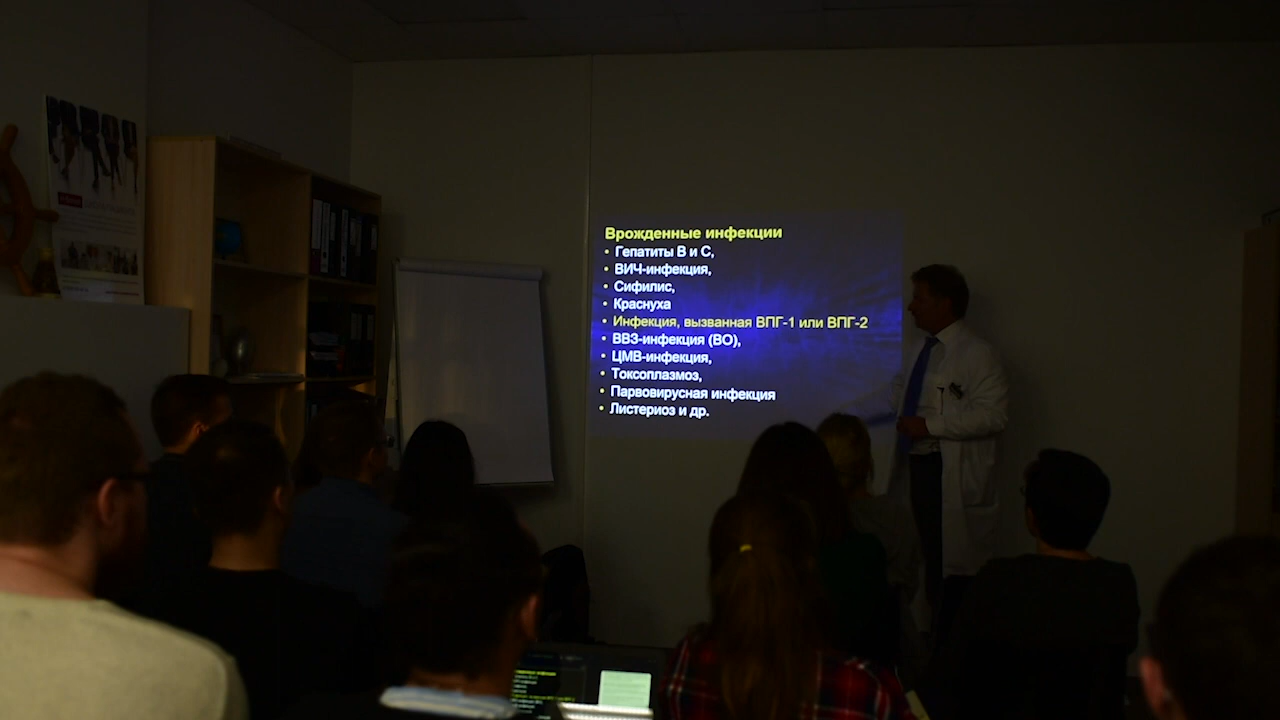 Врожденные инфекции
• Гепатиты В и С,
• ВИЧ-инфекция,
• Сифилис,
• Краснуха
• Инфекция, вызванная ВПГ-1 или ВПГ-2
• ВВЗ-инфекция (ВО),
• ЦМВ-инфекция,
• Токсоплазмоз,
• Парвовирусная инфекция
• Листериоз и др.